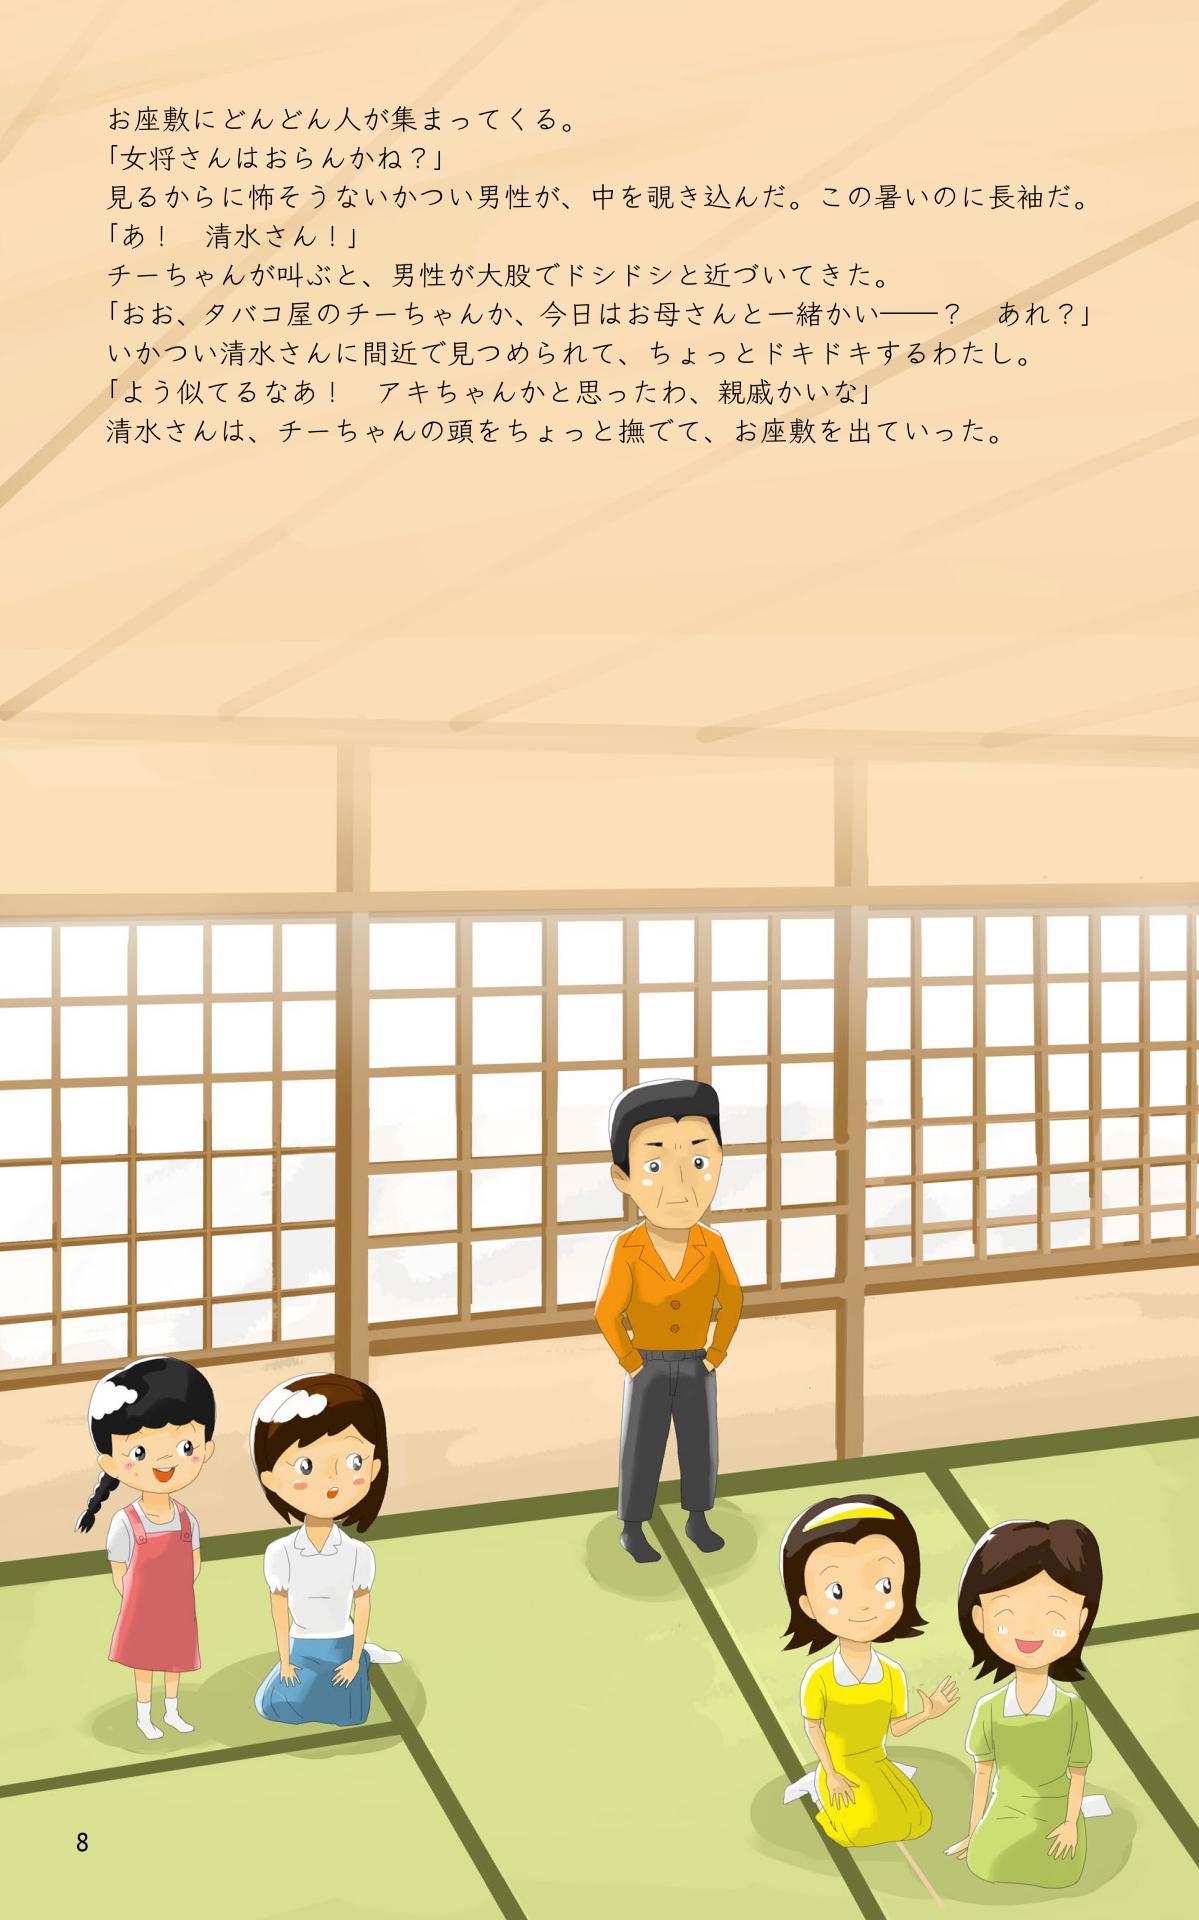 お座敷にどんどん人が集まってくる。
「女将さんはおらんかね？」
見るからに怖そうないかつい男性が、中を覗き込んだ。この暑いのに長袖だ。
「あ！　清水さん！」
チーちゃんが叫ぶと、男性が大股でドシドシと近づいてきた。
「おお、タバコ屋のチーちゃんか、今日はお母さんと一緒かい――？　あれ？」
いかつい清水さんに間近で見つめられて、ちょっとドキドキするわたし。
「よう似てるなあ！　アキちゃんかと思ったわ、親戚かいな」
清水さんは、チーちゃんの頭をちょっと撫でて、お座敷を出ていった。
8